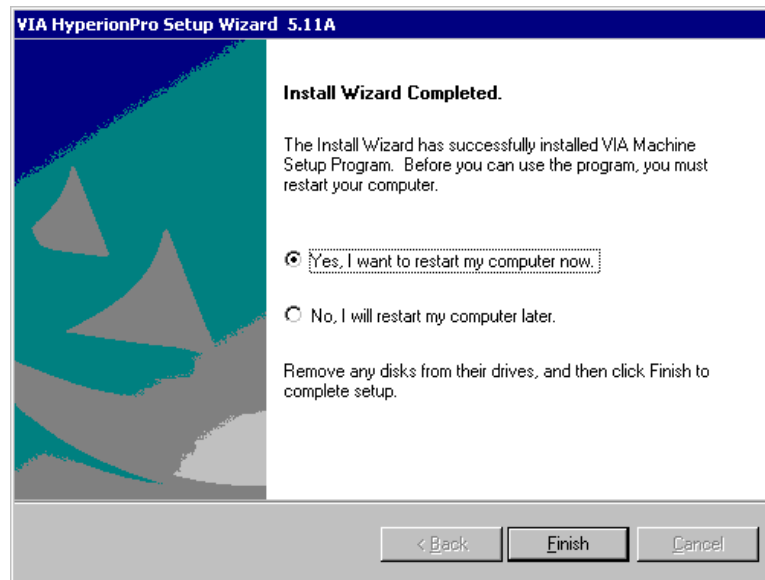 VIA HyperionPro Setup Wizard 5.11A
Install Wizard Completed.
The Install Wizard has successfully installed VIA Machine
Setup Program. Before you can use the program, you must
restart your computer.
Yes, I want to restart my computer now.
No, I will restart my computer later.
Remove any disks from their drives, and then click Finish to
complete setup.
< Back Finish Cancel